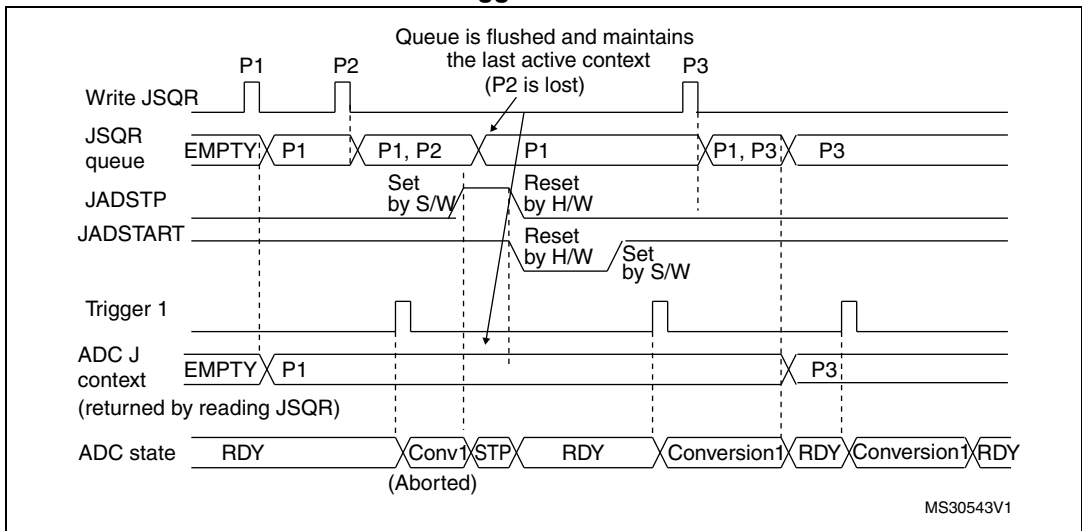 Queue is flushed and maintains
the last active context
(P2 is lost)
P1 P2 P3
Write JSQR
JSQR
queue
EMPTY P1 P1, P2 P1 P1, P3 P3
Set
by S/W
Reset
by H/W
JADSTP
JADSTART
Reset
by H/W
Set
by S/W
Trigger 1
ADC J
context
EMPTY P1 P3
(returned by reading JSQR)
ADC state RDY Conv1 STP RDY Conversion1 RDY Conversion1 RDY
(Aborted)
MS30543V1